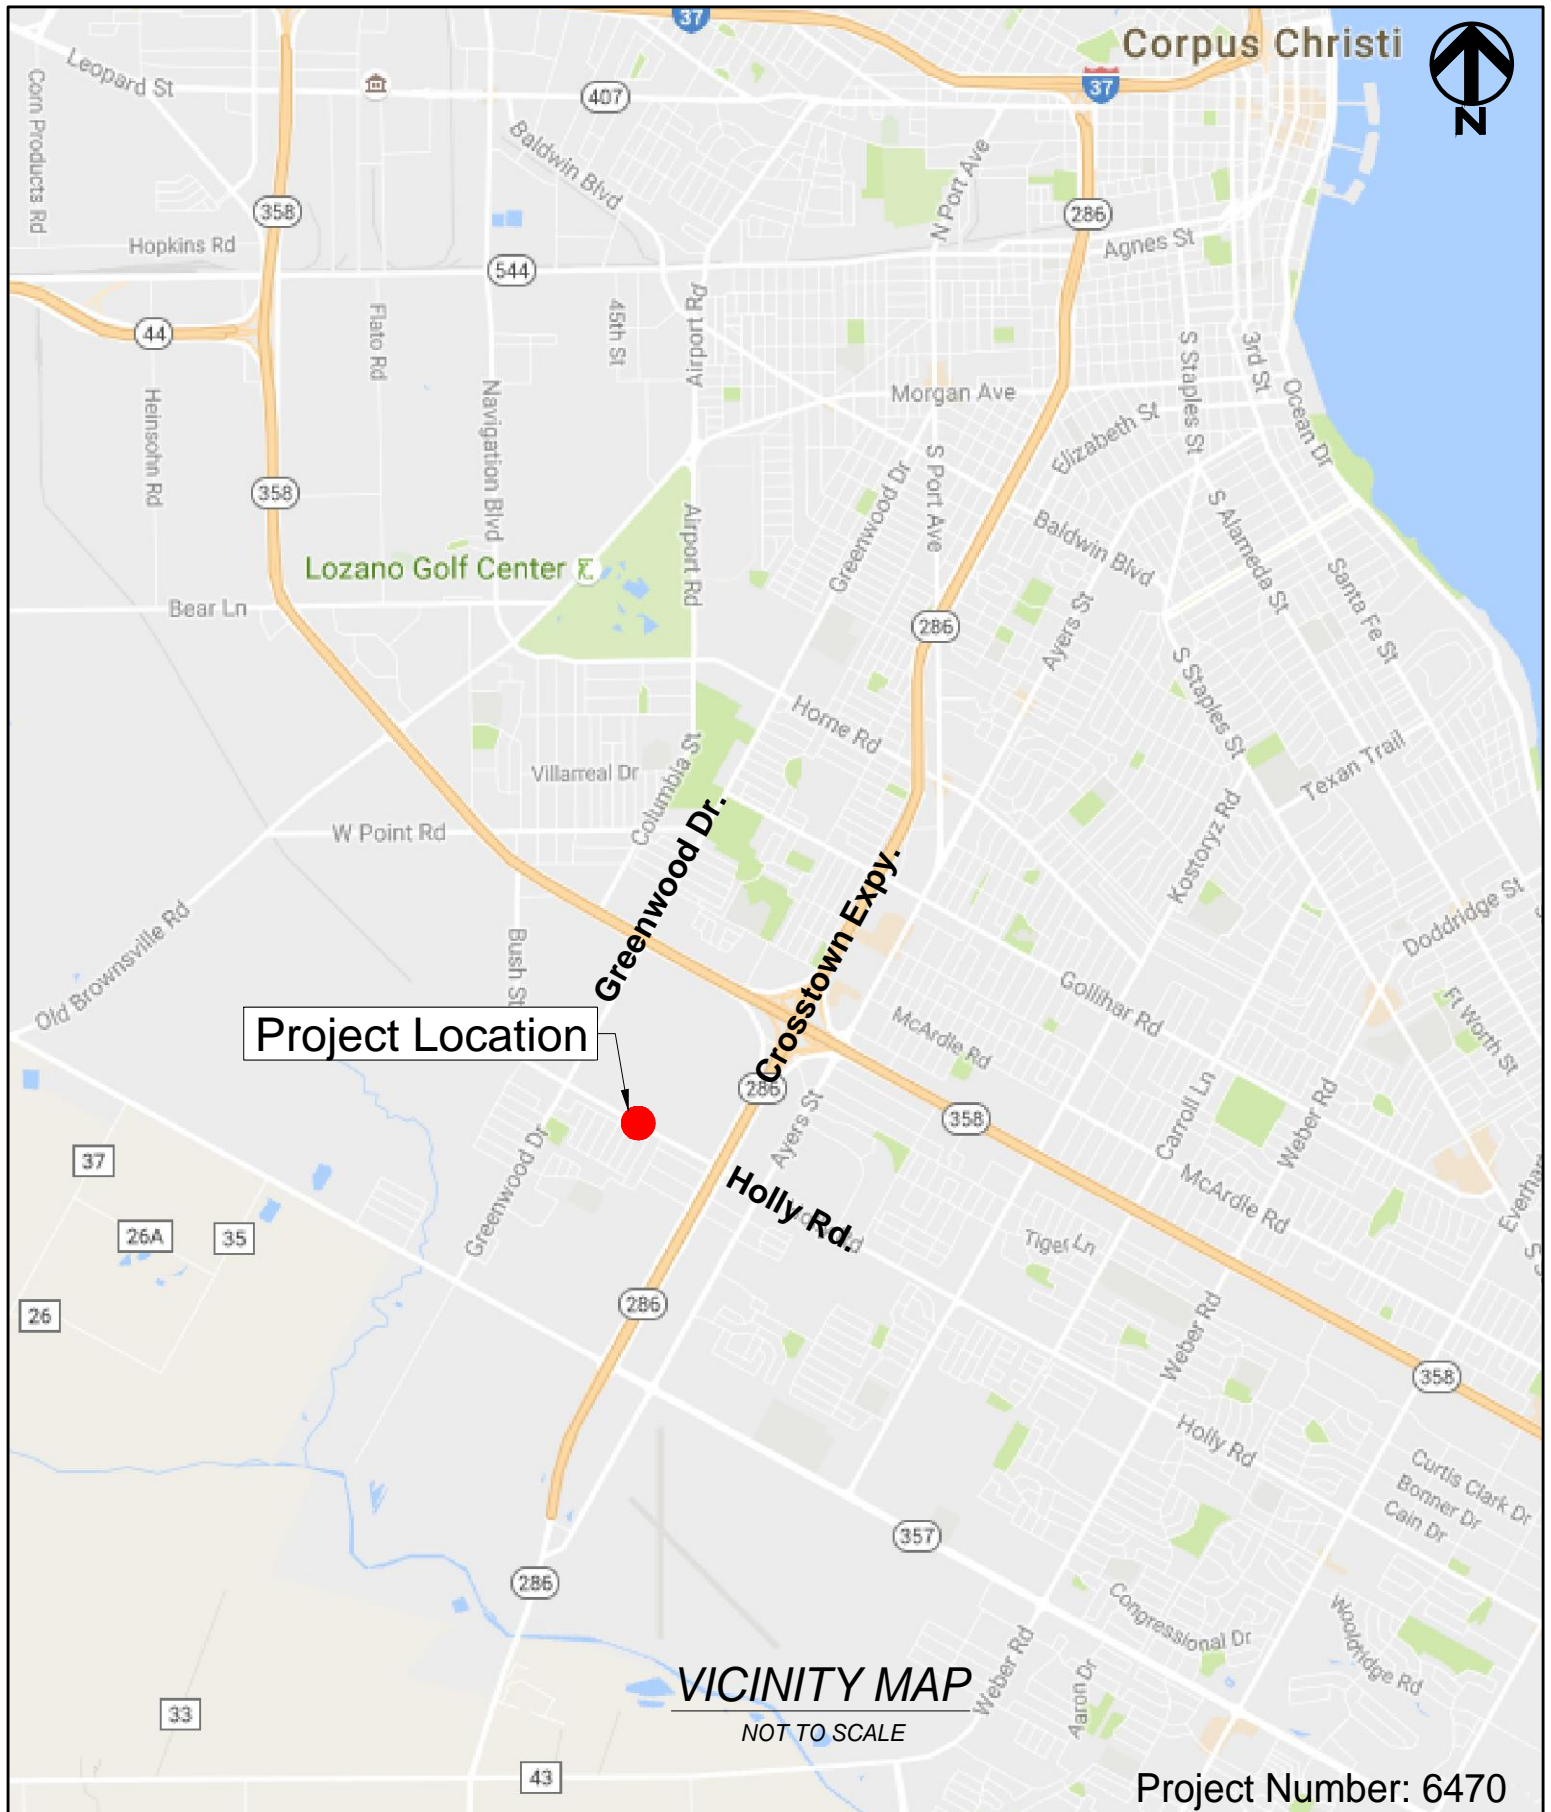 37
Corpus Christi
Leopard St
37
407
N
Corn Products Rd
Baldwin Blvd
N Port Ave
358
286
Hopkins Rd
Agnes St
544
44
Flato Rd
45th St
Airport Rd
S Staples St
3rd St
Heinsohn Rd
Navigation Blvd
Morgan Ave
Ocean Dr
Elizabeth St
358
Greenwood Dr
S Port Ave
S Alameda St
Airport Rd
Baldwin Blvd
Lozano Golf Center
Santa Fe St
Bear Ln
286
Ayers St
S Staples St
Horne Rd
Villarreal Dr
Columbia St
Texan Trail
Greenwood Dr.
W Point Rd
Kostoryz Rd
Crosstown Expy.
Doddridge St
Old Brownsville Rd
Bush St
Gollihar Rd
Ft Worth St
Project Location
McArdle Rd
286
358
Carroll Ln
Weber Rd
Ayers St
37
Greenwood Dr
Holly Rd.
McArdle Rd
26A
35
Tiger Ln
26
286
Weber Rd
358
Holly Rd
Curtis Clark Dr
Bonner Dr
Cain Dr
357
286
Congressional Dr
Wooldridge Rd
Weber Rd
Aaron Dr
VICINITY MAP
33
NOT TO SCALE
43
Project Number: 6470